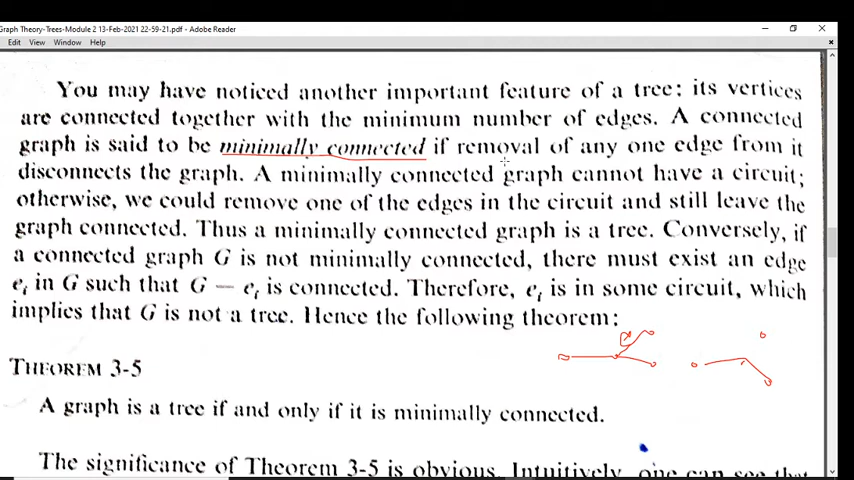 Graph Theory-Trees-Module 2 13-Feb-2021 22-59-21.pdf - Adobe Reader
Edit View Window Help
You may have noticed another important feature of a tree: its vertices
are connected together with the minimum number of edges. A connected
graph is said to be minimally connected if removal of any one edge from it
disconnects the graph. A minimally connected graph cannot have a circuit;
otherwise, we could remove one of the edges in the circuit and still leave the
graph connected. Thus a minimally connected graph is a tree. Conversely, if
a connected graph G is not minimally connected, there must exist an edge
eᵢ in G such that G — eᵢ is connected. Therefore, eᵢ is in some circuit, which
implies that G is not a tree. Hence the following theorem:
THEOREM 3-5
A graph is a tree if and only if it is minimally connected.
The significance of Theorem 3-5 is obvious. Intuitively, one can see that